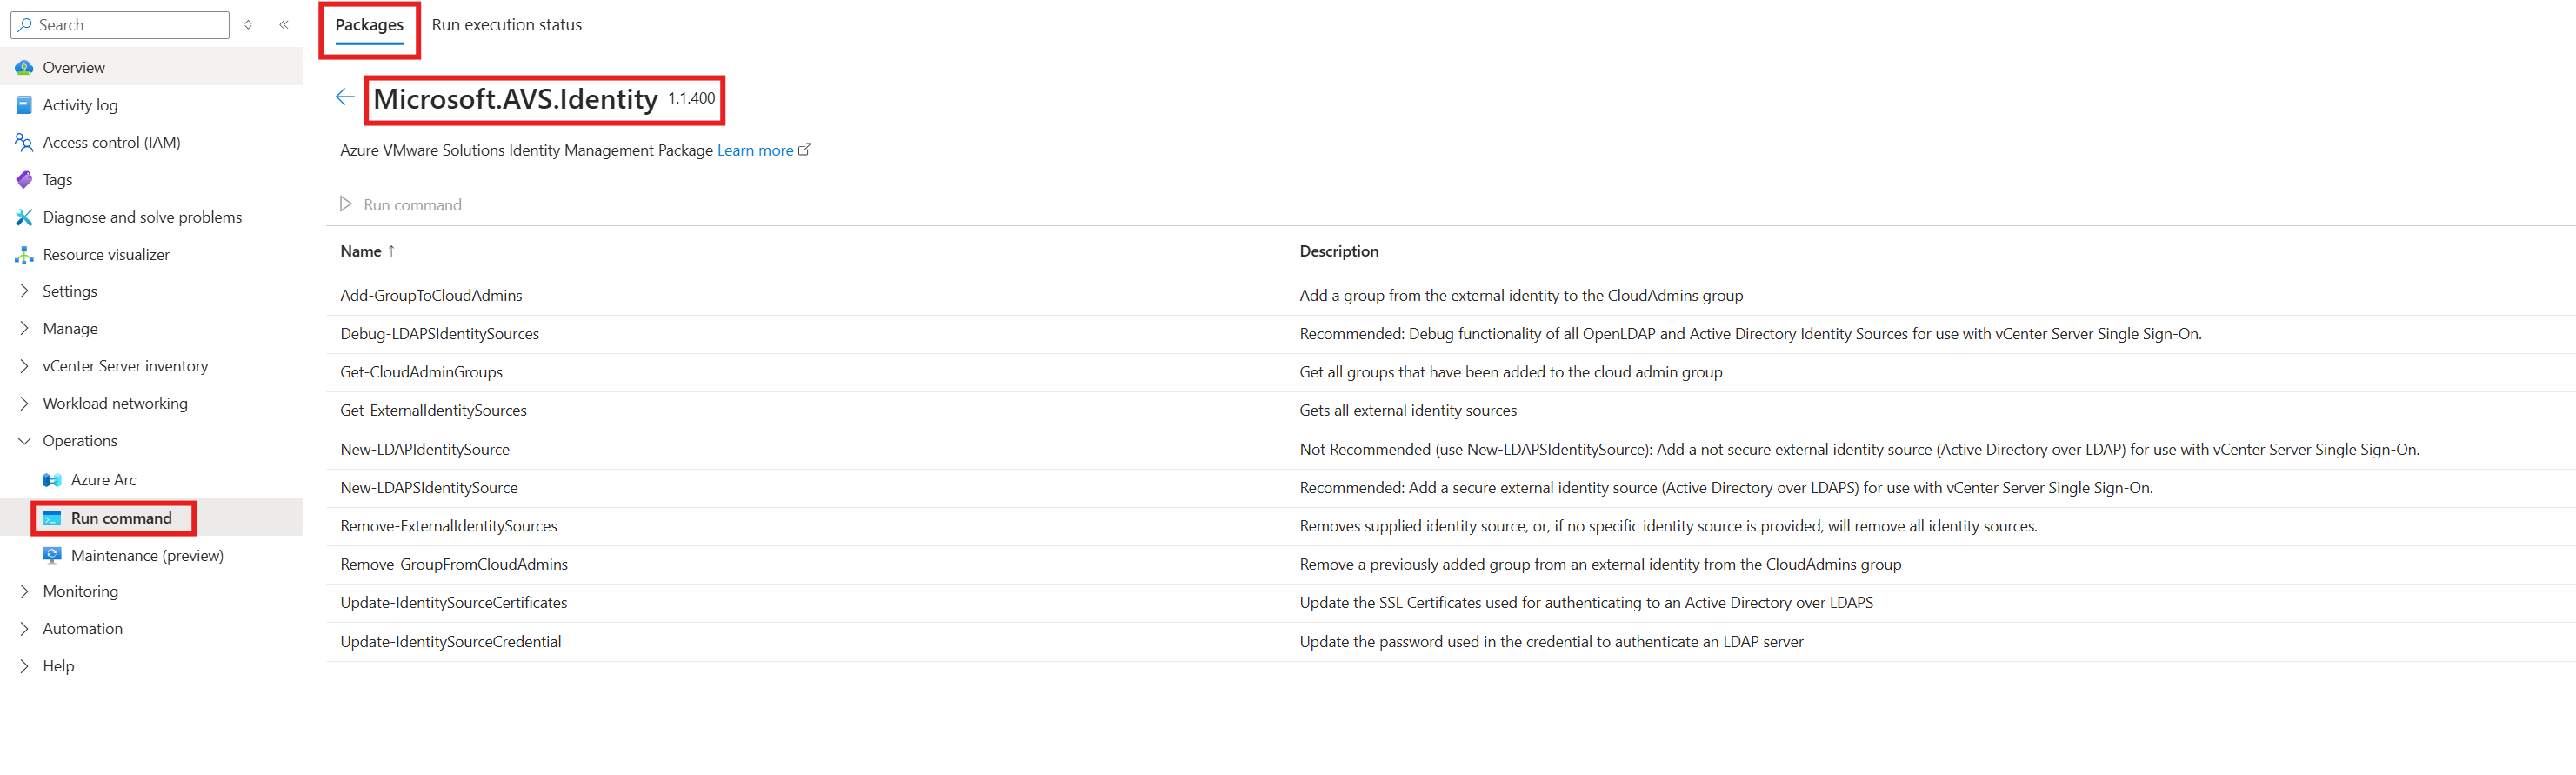 Search
Overview
Activity log
Access control (IAM)
Tags
Diagnose and solve problems
Resource visualizer
Settings
Manage
vCenter Server inventory
Workload networking
Operations
Azure Arc
Run command
Maintenance (preview)
Monitoring
Automation
Help
Packages Run execution status
Microsoft.AVS.Identity 1.1.400
Azure VMware Solutions Identity Management Package Learn more
Run command
Name ↑ Description
Add-GroupToCloudAdmins Add a group from the external identity to the CloudAdmins group
Debug-LDAPSIdentitySources Recommended: Debug functionality of all OpenLDAP and Active Directory Identity Sources for use with vCenter Server Single Sign-On.
Get-CloudAdminGroups Get all groups that have been added to the cloud admin group
Get-ExternalIdentitySources Gets all external identity sources
New-LDAPIdentitySource Not Recommended (use New-LDAPSIdentitySource): Add a not secure external identity source (Active Directory over LDAP) for use with vCenter Server Single Sign-On.
New-LDAPSIdentitySource Recommended: Add a secure external identity source (Active Directory over LDAPS) for use with vCenter Server Single Sign-On.
Remove-ExternalIdentitySources Removes supplied identity source, or, if no specific identity source is provided, will remove all identity sources.
Remove-GroupFromCloudAdmins Remove a previously added group from an external identity from the CloudAdmins group
Update-IdentitySourceCertificates Update the SSL Certificates used for authenticating to an Active Directory over LDAPS
Update-IdentitySourceCredential Update the password used in the credential to authenticate an LDAP server